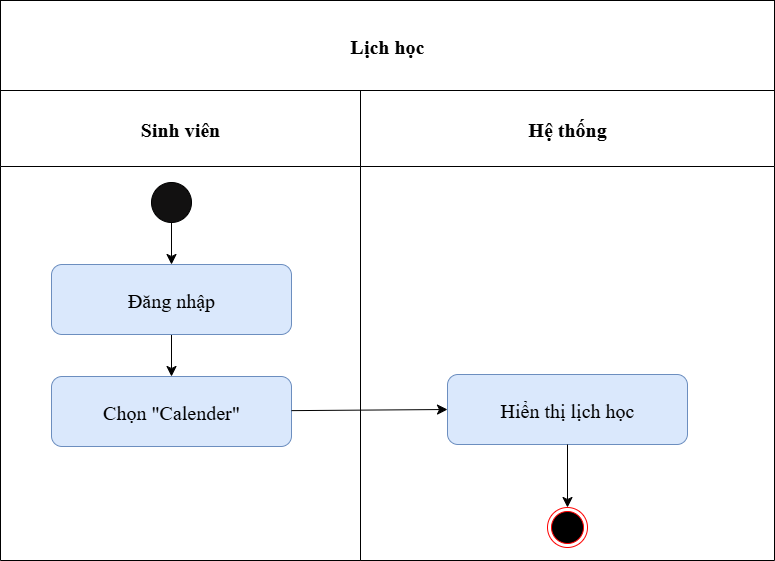 Lịch học
Sinh viên
Hệ thống
Đăng nhập
Chọn "Calender"
Hiển thị lịch học